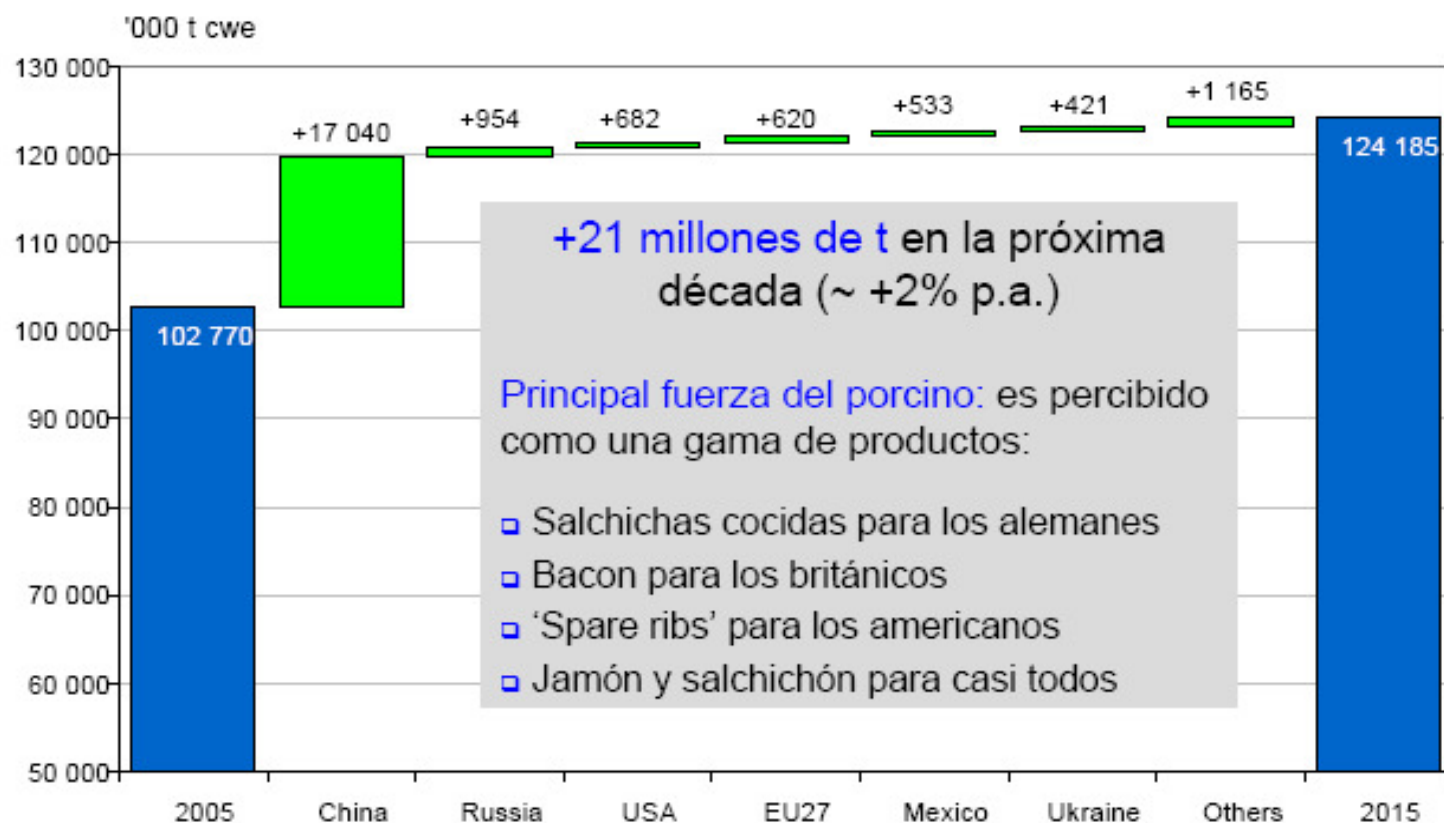 '000 t cwe
130 000
120 000
110 000
100 000
90 000
80 000
70 000
60 000
50 000
102 770
+17 040
+954
+682
+620
+533
+421
+1 165
124 185
+21 millones de t en la próxima
década (~ +2% p.a.)
Principal fuerza del porcino: es percibido
como una gama de productos:
Salchichas cocidas para los alemanes
Bacon para los británicos
‘Spare ribs’ para los americanos
Jamón y salchichón para casi todos
2005 China Russia USA EU27 Mexico Ukraine Others 2015